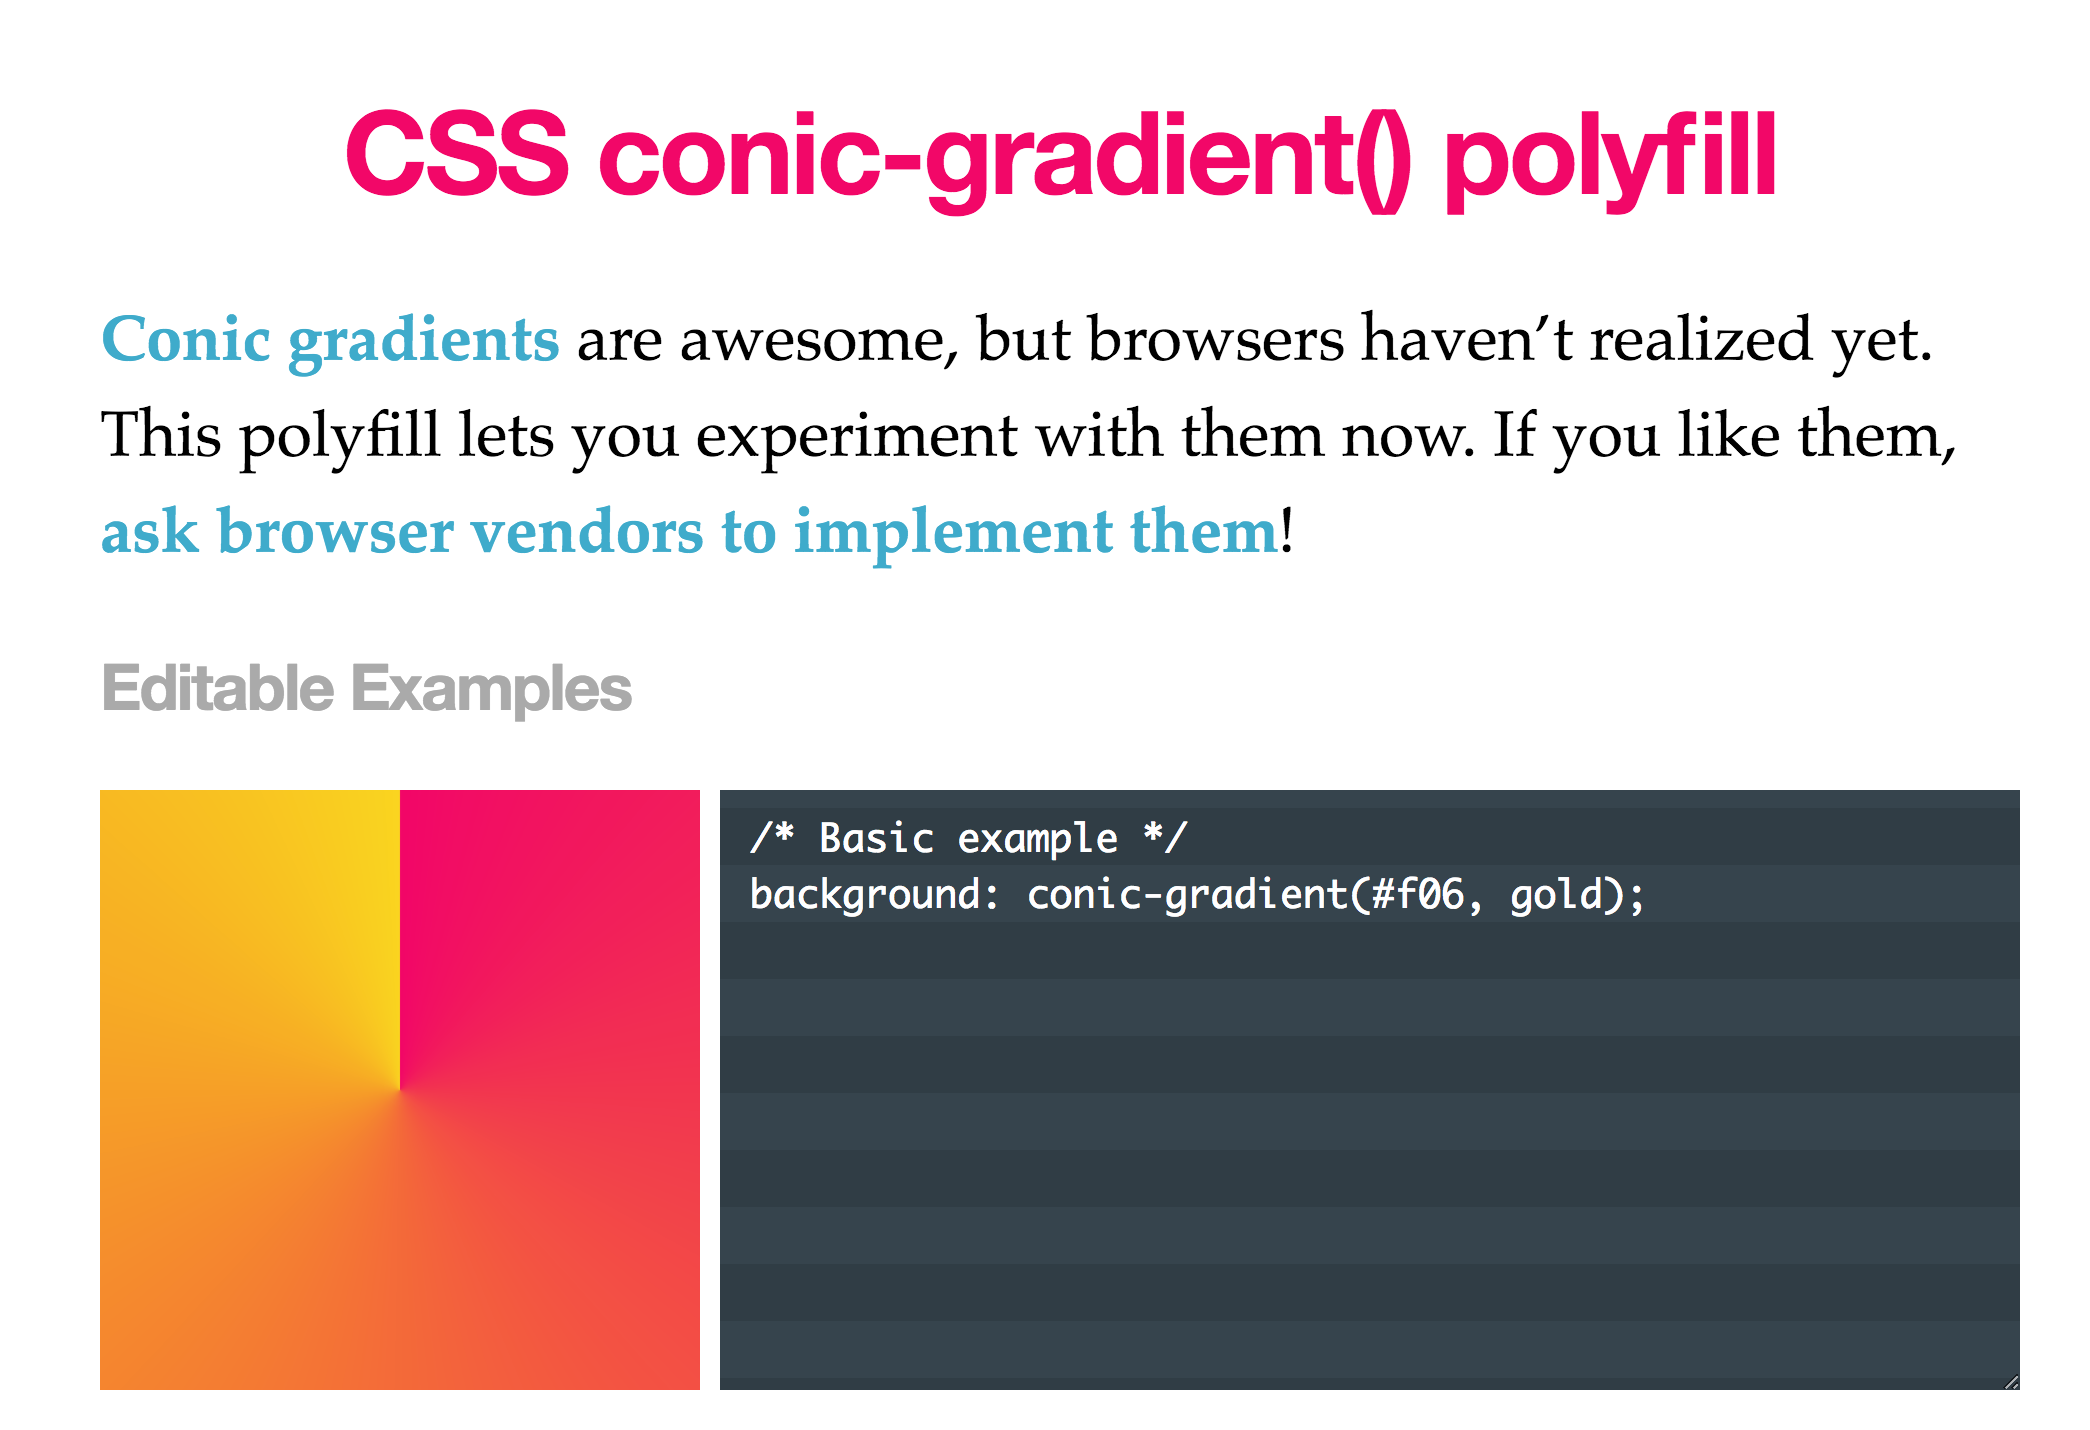 CSS conic-gradient() polyfill
Conic gradients are awesome, but browsers haven’t realized yet.
This polyfill lets you experiment with them now. If you like them,
ask browser vendors to implement them!
Editable Examples
/* Basic example */
background: conic-gradient(#f06, gold);